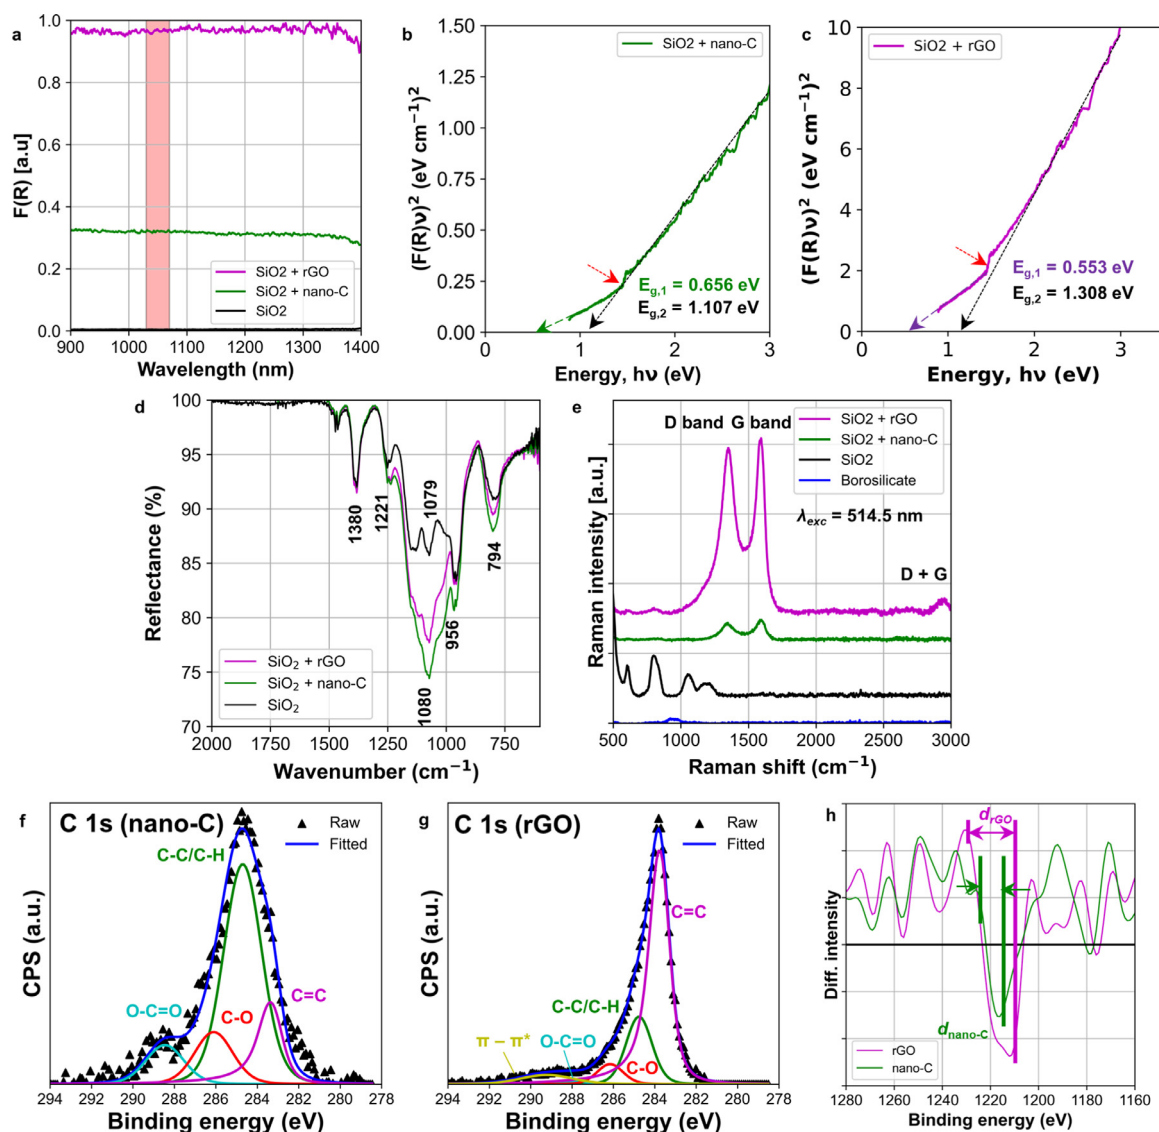 a
F(R) [a.u]
1.0
0.8
0.6
0.4
0.2
0.0
SiO2 + rGO
SiO2 + nano-C
SiO2
900 1000 1100 1200 1300 1400
Wavelength (nm)
b
(F(R)ν)² (eV cm⁻¹)²
1.50
1.25
1.00
0.75
0.50
0.25
0.00
SiO2 + nano-C
E_g,1 = 0.656 eV
E_g,2 = 1.107 eV
0 1 2 3
Energy, hν (eV)
c
(F(R)ν)² (eV cm⁻¹)²
10
8
6
4
2
0
SiO2 + rGO
E_g,1 = 0.553 eV
E_g,2 = 1.308 eV
0 1 2 3
Energy, hν (eV)
d
Reflectance (%)
100
95
90
85
80
75
70
1380
1221
1079
794
956
1080
SiO₂ + rGO
SiO₂ + nano-C
SiO₂
2000 1750 1500 1250 1000 750
Wavenumber (cm⁻¹)
e
Raman intensity [a.u.]
D band G band
SiO2 + rGO
SiO2 + nano-C
SiO2
Borosilicate
λ_exc = 514.5 nm
D + G
500 1000 1500 2000 2500 3000
Raman shift (cm⁻¹)
f
C 1s (nano-C)
Raw
Fitted
C-C/C-H
C=C
O-C=O
C-O
CPS (a.u.)
294 292 290 288 286 284 282 280 278
Binding energy (eV)
g
C 1s (rGO)
Raw
Fitted
C=C
C-C/C-H
π − π*
O-C=O
C-O
CPS (a.u.)
294 292 290 288 286 284 282 280 278
Binding energy (eV)
h
d_rGO
d_nano-C
Diff. intensity
rGO
nano-C
1280 1260 1240 1220 1200 1180 1160
Binding energy (eV)